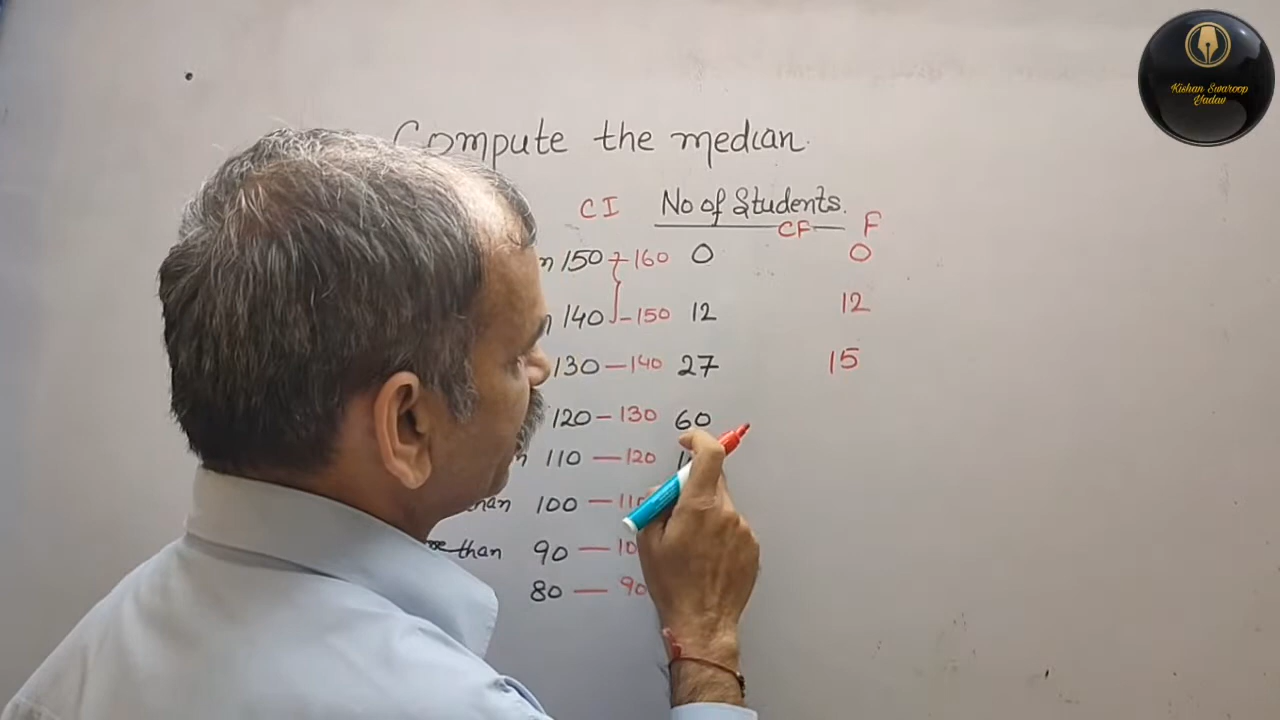 Kishan Swaroop
Yadav
Compute the median.
CI No of Students.
CF F
150 - 160 0 0
140 - 150 12 12
130 - 140 27 15
120 - 130 60
110 - 120
than 100
than 90
80 - 90